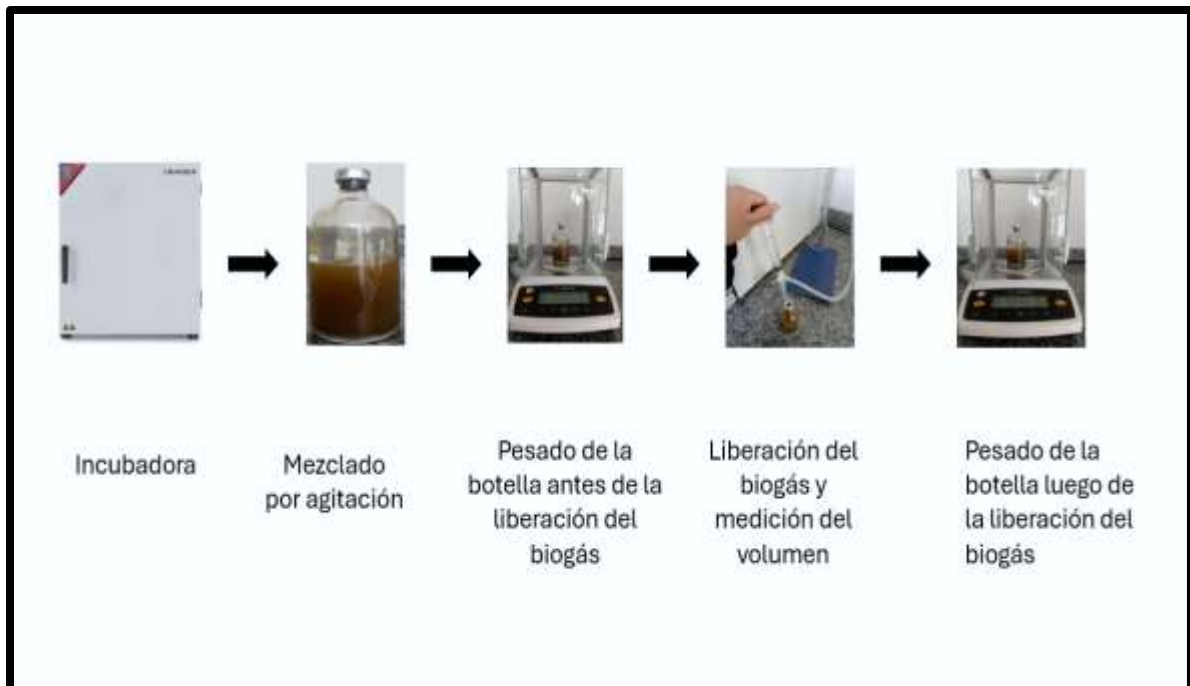 Incubadora
Mezclado
por agitación
Pesado de la
botella antes de la
liberación del
biogás
Liberación del
biogás y
medición del
volumen
Pesado de la
botella luego de
la liberación del
biogás